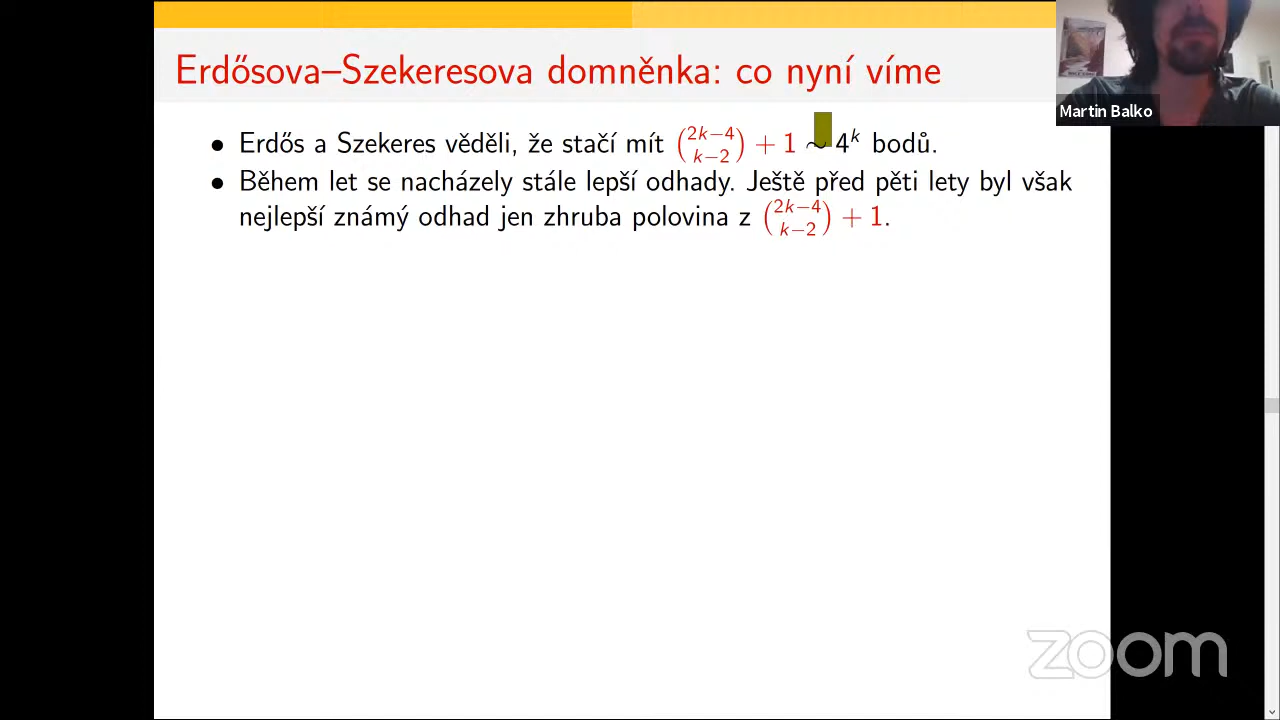 Erdősova–Szekeresova domněnka: co nyní víme
Martin Balko
• Erdős a Szekeres věděli, že stačí mít (2k−4 k−2) + 1 ∼ 4^k bodů.
• Během let se nacházely stále lepší odhady. Ještě před pěti lety byl však
nejlepší známý odhad jen zhruba polovina z (2k−4 k−2) + 1.
zoom